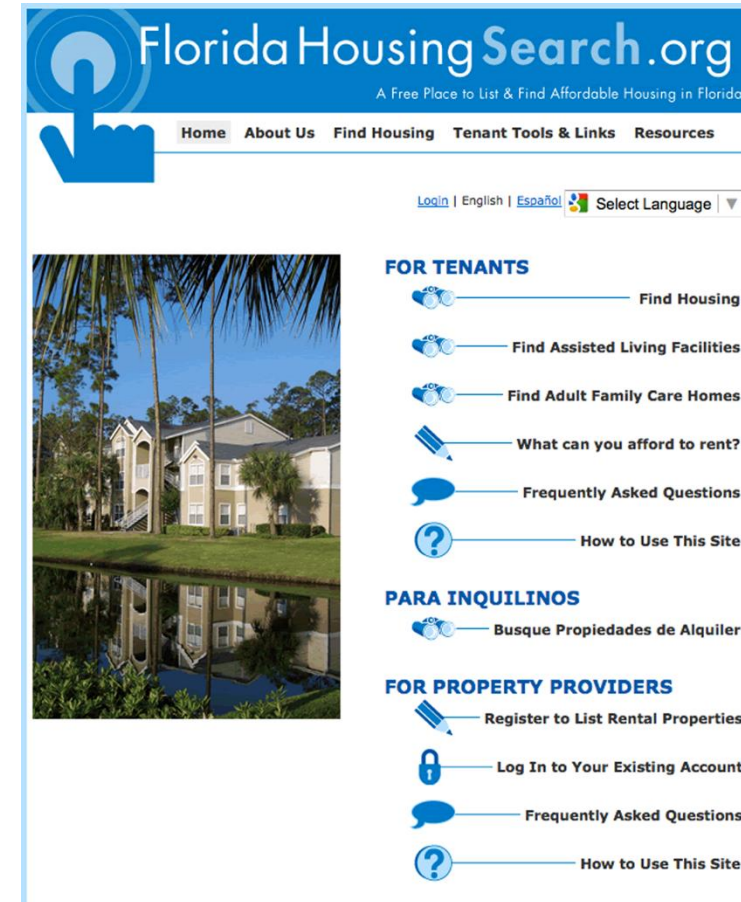 FloridaHousingSearch.org
A Free Place to List & Find Affordable Housing in Florida
Home About Us Find Housing Tenant Tools & Links Resources
Login | English | Español Select Language ▼
FOR TENANTS
Find Housing
Find Assisted Living Facilities
Find Adult Family Care Homes
What can you afford to rent?
Frequently Asked Questions
? How to Use This Site
PARA INQUILINOS
Busque Propiedades de Alquiler
FOR PROPERTY PROVIDERS
Register to List Rental Properties
Log In to Your Existing Account
Frequently Asked Questions
? How to Use This Site